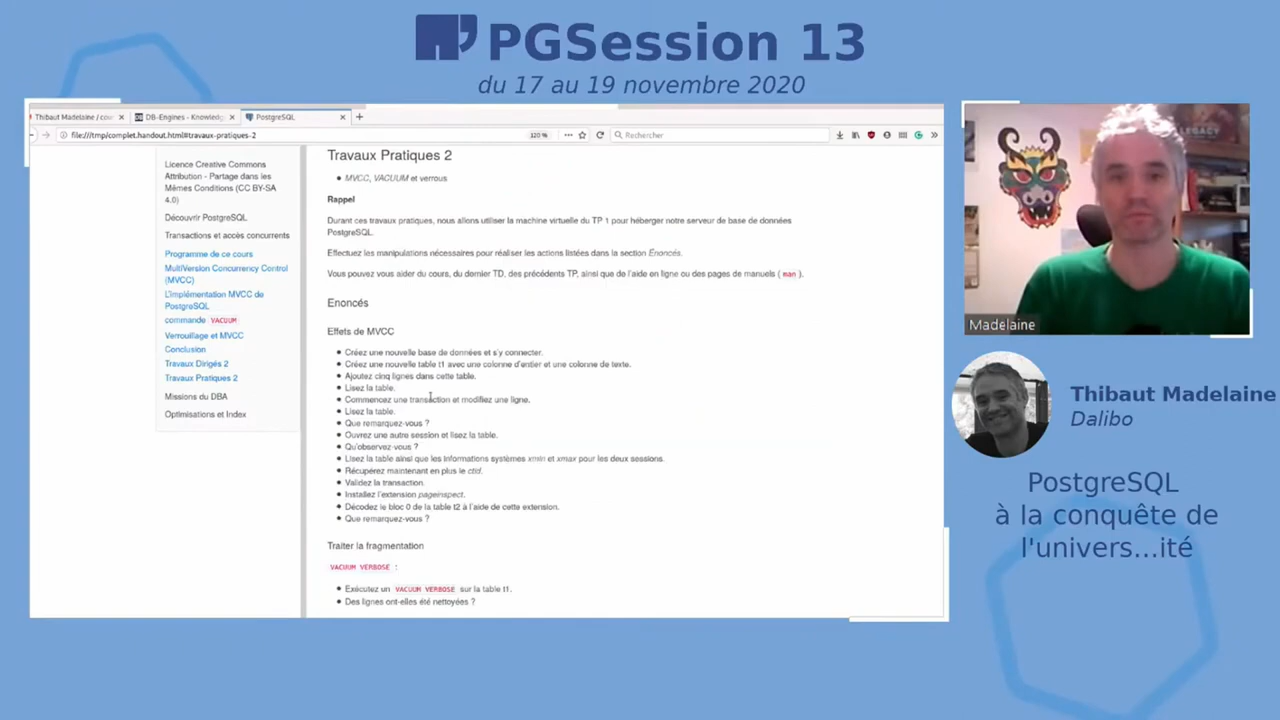 PGSession 13
du 17 au 19 novembre 2020
Thibaut Madelaine / cou
DB-Engines - Knowledg
PostgreSQL
file:///tmp/complet.handout.html#travaux-pratiques-2
120 %
Rechercher
Licence Creative Commons
Attribution - Partage dans les
Mêmes Conditions (CC BY-SA
4.0)
Découvrir PostgreSQL
Transactions et accès concurrents
Programme de ce cours
MultiVersion Concurrency Control
(MVCC)
L'implémentation MVCC de
PostgreSQL
commande VACUUM
Verrouillage et MVCC
Conclusion
Travaux Dirigés 2
Travaux Pratiques 2
Missions du DBA
Optimisations et Index
Travaux Pratiques 2
MVCC, VACUUM et verrous
Rappel
Durant ces travaux pratiques, nous allons utiliser la machine virtuelle du TP 1 pour héberger notre serveur de base de données
PostgreSQL.
Effectuez les manipulations nécessaires pour réaliser les actions listées dans la section Énoncés.
Vous pouvez vous aider du cours, du dernier TD, des précédents TP, ainsi que de l'aide en ligne ou des pages de manuels ( man ).
Enoncés
Effets de MVCC
Créez une nouvelle base de données et s'y connecter.
Créez une nouvelle table t1 avec une colonne d'entier et une colonne de texte.
Ajoutez cinq lignes dans cette table.
Lisez la table.
Commencez une transaction et modifiez une ligne.
Lisez la table.
Que remarquez-vous ?
Ouvrez une autre session et lisez la table.
Qu'observez-vous ?
Lisez la table ainsi que les informations systèmes xmin et xmax pour les deux sessions.
Récupérez maintenant en plus le ctid.
Validez la transaction.
Installez l'extension pageinspect.
Décodez le bloc 0 de la table t2 à l'aide de cette extension.
Que remarquez-vous ?
Traiter la fragmentation
VACUUM VERBOSE :
Exécutez un VACUUM VERBOSE sur la table t1.
Des lignes ont-elles été nettoyées ?
LEGACY
Madelaine
Thibaut Madelaine
Dalibo
PostgreSQL
à la conquête de
l'univers...ité